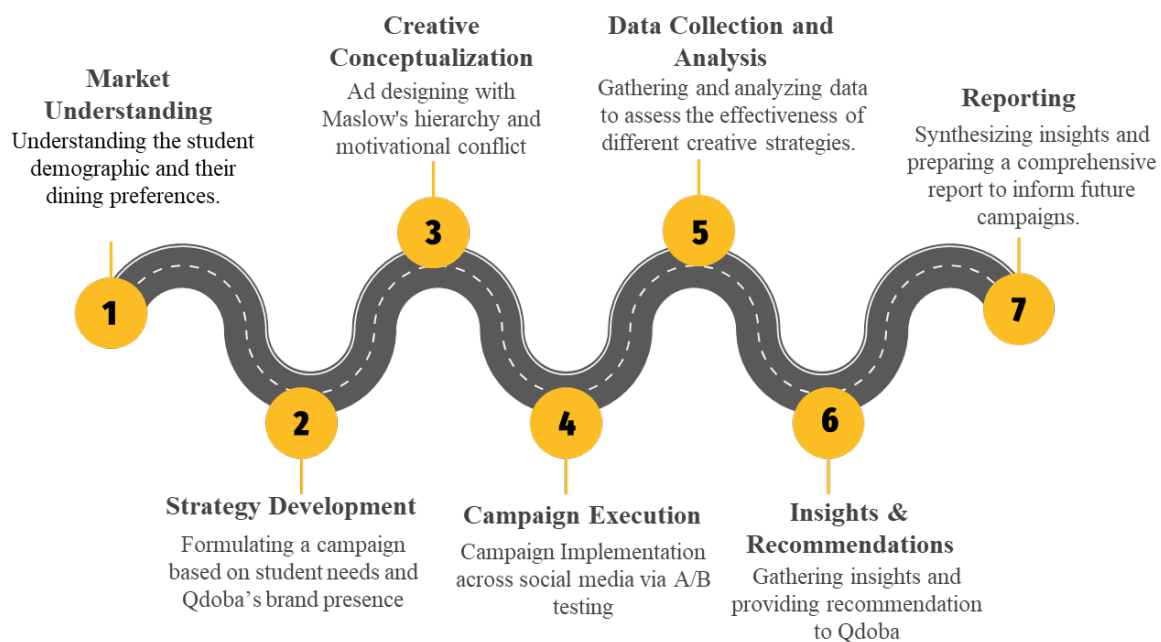 1
Market
Understanding
Understanding the student
demographic and their
dining preferences.
2
Strategy Development
Formulating a campaign
based on student needs and
Qdoba’s brand presence
3
Creative
Conceptualization
Ad designing with
Maslow's hierarchy and
motivational conflict
4
Campaign Execution
Campaign Implementation
across social media via A/B
testing
5
Data Collection and
Analysis
Gathering and analyzing data
to assess the effectiveness of
different creative strategies.
6
Insights &
Recommendations
Gathering insights and
providing recommendation
to Qdoba
7
Reporting
Synthesizing insights and
preparing a comprehensive
report to inform future
campaigns.